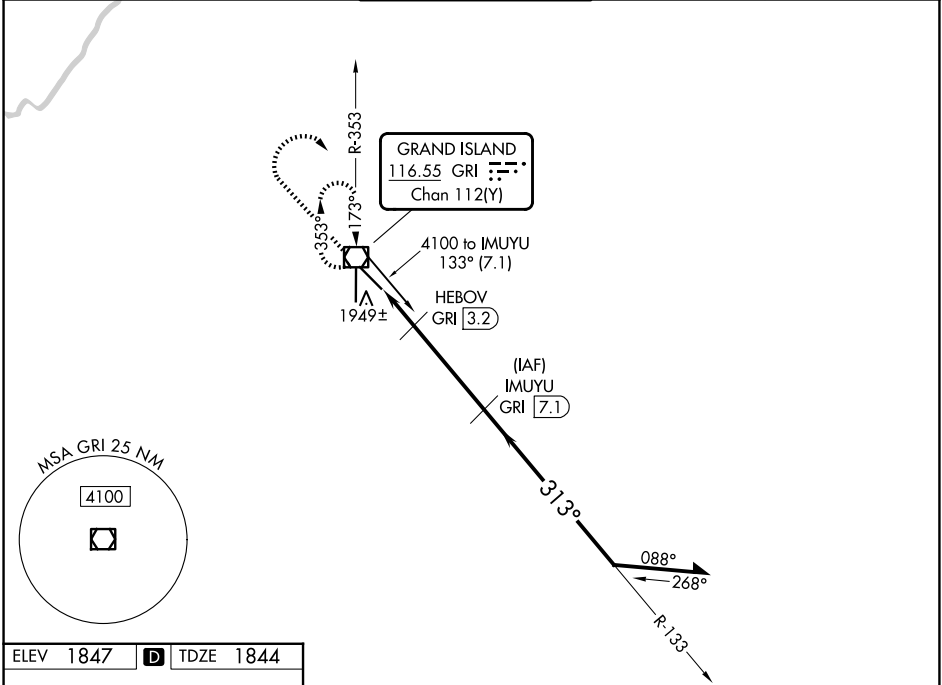 R-353
GRAND ISLAND
116.55 GRI
Chan 112(Y)
353°
173°
4100 to IMUYU
133° (7.1)
1949±
HEBOV
GRI 3.2
(IAF)
IMUYU
GRI 7.1
MSA GRI 25 NM
4100
313°
088°
268°
R-133
ELEV 1847 D TDZE 1844